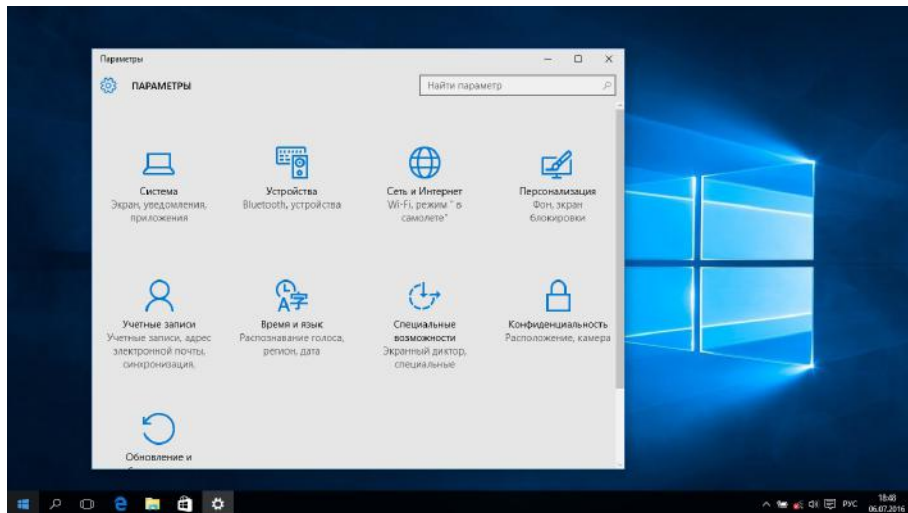 Параметры
ПАРАМЕТРЫ
Найти параметр
Система
Экран, уведомления,
приложения
Устройства
Bluetooth, устройства
Сеть и Интернет
Wi-Fi, режим " в
самолете"
Персонализация
Фон, экран
блокировки
Учетные записи
Учетные записи, адрес
электронной почты,
синхронизация,
Время и язык
Распознавание голоса,
регион, дата
Специальные
возможности
Экранный диктор,
специальные
Конфиденциальность
Расположение, камера
Обновление и
РУС
18:48
06.07.2016